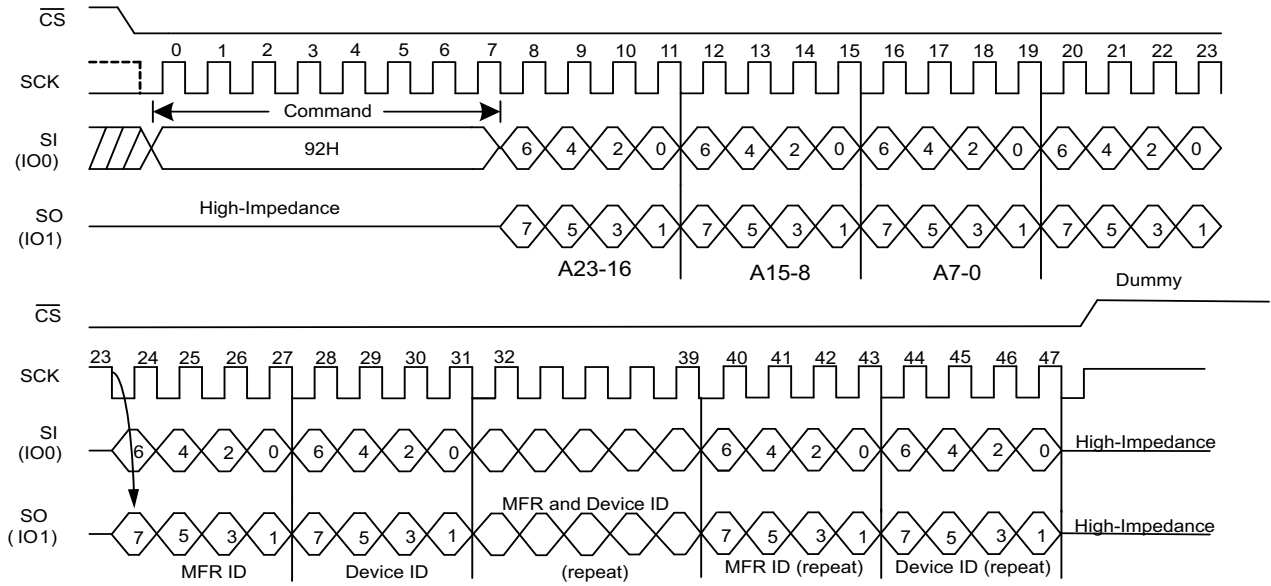 CS
0 1 2 3 4 5 6 7 8 9 10 11 12 13 14 15 16 17 18 19 20 21 22 23
SCK
Command
SI
(IO0)
92H 6 4 2 0 6 4 2 0 6 4 2 0 6 4 2 0
SO
(IO1)
High-Impedance 7 5 3 1 7 5 3 1 7 5 3 1 7 5 3 1
A23-16 A15-8 A7-0 Dummy
CS
23 24 25 26 27 28 29 30 31 32 39 40 41 42 43 44 45 46 47
SCK
SI
(IO0)
6 4 2 0 6 4 2 0 6 4 2 0 6 4 2 0 High-Impedance
MFR and Device ID
SO
(IO1)
7 5 3 1 7 5 3 1 7 5 3 1 7 5 3 1 High-Impedance
MFR ID Device ID (repeat) MFR ID (repeat) Device ID (repeat)